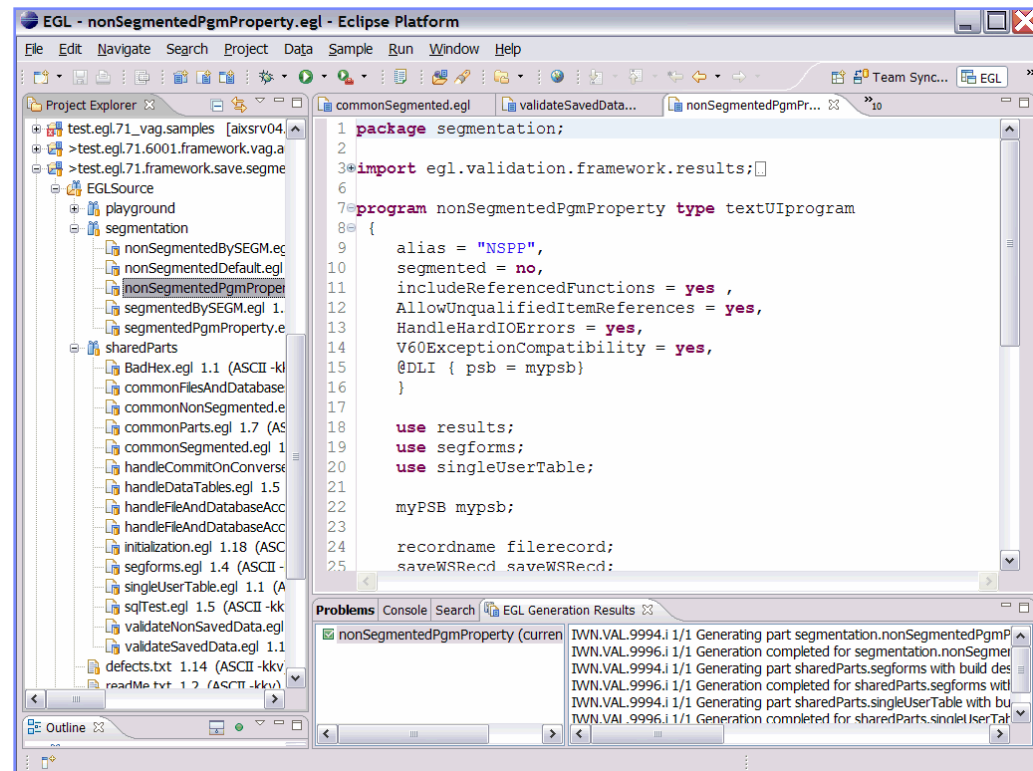 EGL - nonSegmentedPgmProperty.egl - Eclipse Platform
File Edit Navigate Search Project Data Sample Run Window Help
Team Sync... EGL
Project Explorer
test.egl.71_vag.samples [aixsrv04.
>test.egl.71.6001.framework.vag.a
>test.egl.71.framework.save.segme
EGLSource
playground
segmentation
nonSegmentedBySEGM.eg
nonSegmentedDefault.egl
nonSegmentedPgmProper
segmentedBySEGM.egl 1.
segmentedPgmProperty.e
sharedParts
BadHex.egl 1.1 (ASCII -kk
commonFilesAndDatabase
commonNonSegmented.e
commonParts.egl 1.7 (AS
commonSegmented.egl 1
handleCommitOnConverse
handleDataTables.egl 1.5
handleFileAndDatabaseAcc
handleFileAndDatabaseAcc
initialization.egl 1.18 (ASC
segforms.egl 1.4 (ASCII -
singleUserTable.egl 1.1 (A
sqlTest.egl 1.5 (ASCII -kk
validateNonSavedData.egl
validateSavedData.egl 1.1
defects.txt 1.14 (ASCII -kkv)
readMe.txt 1.2 (ASCII -kkv)
Outline
commonSegmented.egl validateSavedData... nonSegmentedPgmPr... »10
1 package segmentation;
2
3 import egl.validation.framework.results;
6
7 program nonSegmentedPgmProperty type textUIprogram
8 {
9 alias = "NSPP",
10 segmented = no,
11 includeReferencedFunctions = yes ,
12 AllowUnqualifiedItemReferences = yes,
13 HandleHardIOErrors = yes,
14 V60ExceptionCompatibility = yes,
15 @DLI { psb = mypsb}
16 }
17
18 use results;
19 use segforms;
20 use singleUserTable;
21
22 myPSB mypsb;
23
24 recordname filerecord;
25 saveWSRecd saveWSRecd;
Problems Console Search EGL Generation Results
nonSegmentedPgmProperty (curren
IWN.VAL.9994.i 1/1 Generating part segmentation.nonSegmentedPgmP
IWN.VAL.9996.i 1/1 Generation completed for segmentation.nonSegmer
IWN.VAL.9994.i 1/1 Generating part sharedParts.segforms with build des
IWN.VAL.9996.i 1/1 Generation completed for sharedParts.segforms with
IWN.VAL.9994.i 1/1 Generating part sharedParts.singleUserTable with bu
IWN.VAL.9996.i 1/1 Generation completed for sharedParts.singleUserTab